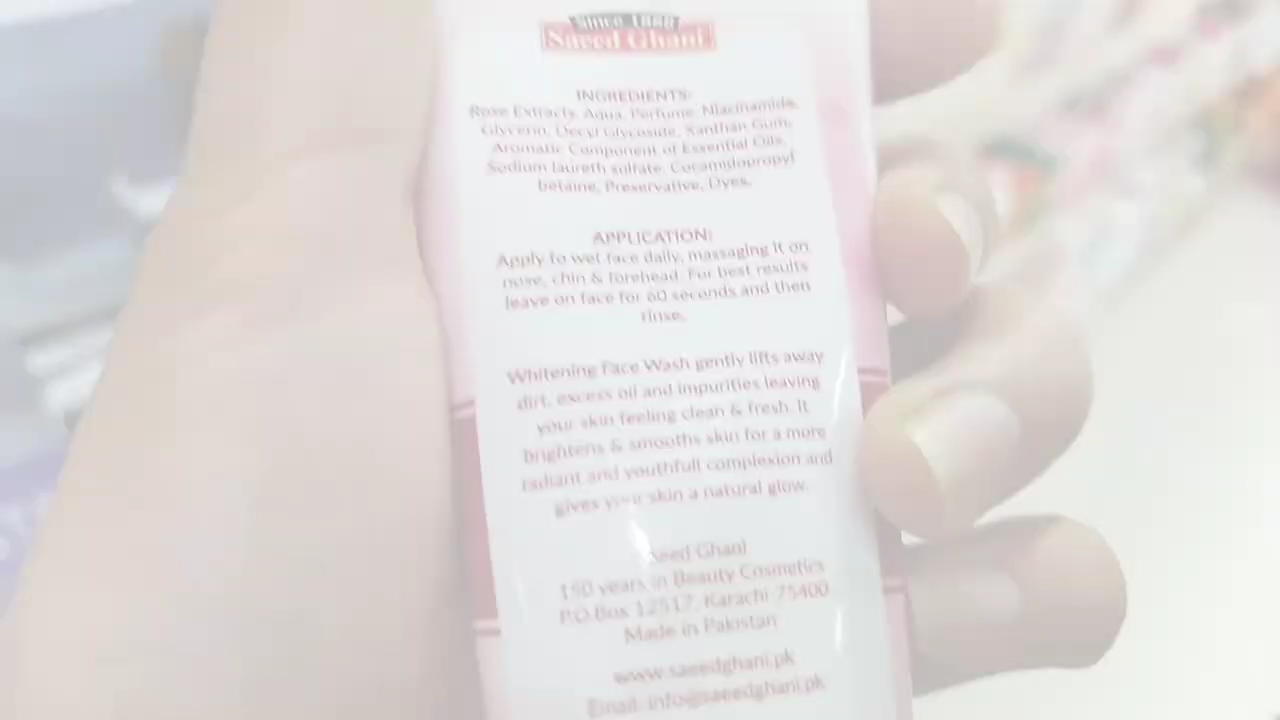 Since 1888
Saeed Ghani
INGREDIENTS:
Rose Extracts, Aqua, Perfume, Niacinamide,
Glycerin, Decyl Glycoside, Xanthan Gum,
Aromatic Component of Essential Oils,
Sodium laureth sulfate, Cocamidopropyl
betaine, Preservative, Dyes.
APPLICATION:
Apply to wet face daily, massaging it on
nose, chin & forehead. For best results
leave on face for 60 seconds and then
rinse.
Whitening Face Wash gently lifts away
dirt, excess oil and impurities leaving
your skin feeling clean & fresh. It
brightens & smooths skin for a more
radiant and youthfull complexion and
gives your skin a natural glow.
Saeed Ghani
150 years in Beauty Cosmetics
P.O.Box 12517, Karachi-75400
Made in Pakistan
www.saeedghani.pk
Email: info@saeedghani.pk